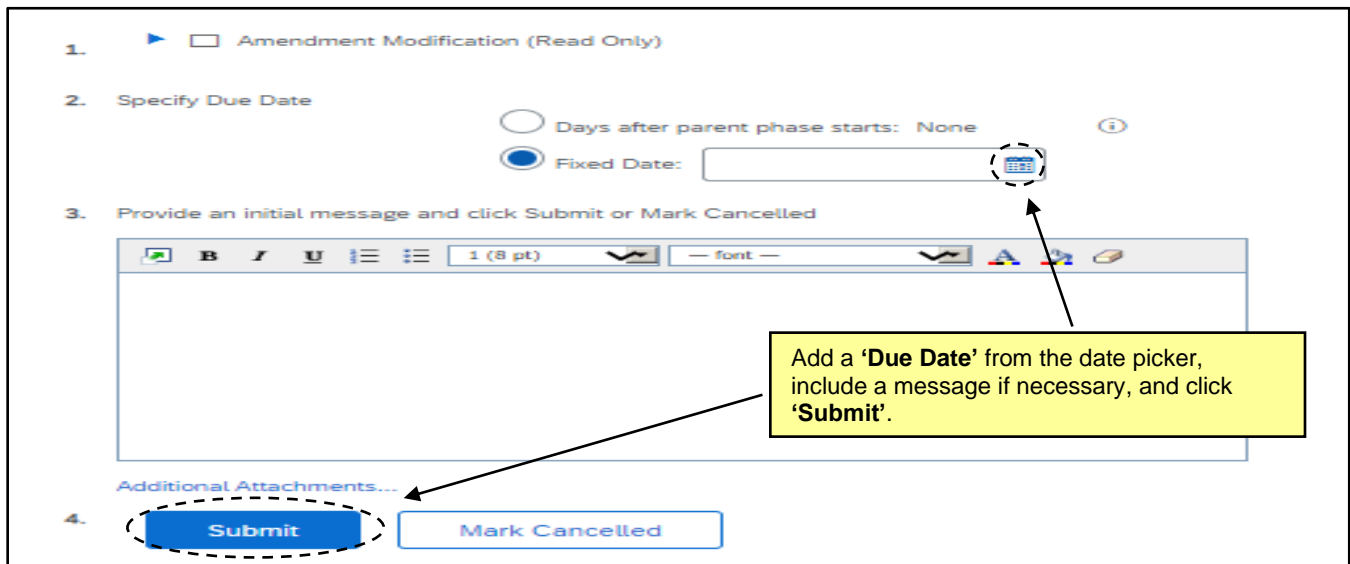 1. Amendment Modification (Read Only)
2. Specify Due Date
Days after parent phase starts: None
Fixed Date:
3. Provide an initial message and click Submit or Mark Cancelled
B I U 1 (8 pt) — font — A
Add a ‘Due Date’ from the date picker,
include a message if necessary, and click
‘Submit’.
Additional Attachments...
4. Submit Mark Cancelled